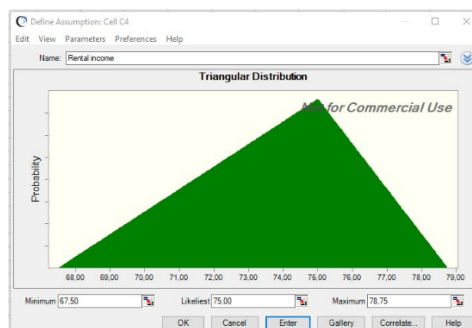 Define Assumption: Cell C4
Edit View Parameters Preferences Help
Name: Rental income
Triangular Distribution
Not for Commercial Use
Probability
68,00 69,00 70,00 71,00 72,00 73,00 74,00 75,00 76,00 77,00 78,00 79,00
Minimum 67,50 Likeliest 75,00 Maximum 78,75
OK Cancel Enter Gallery Correlate... Help